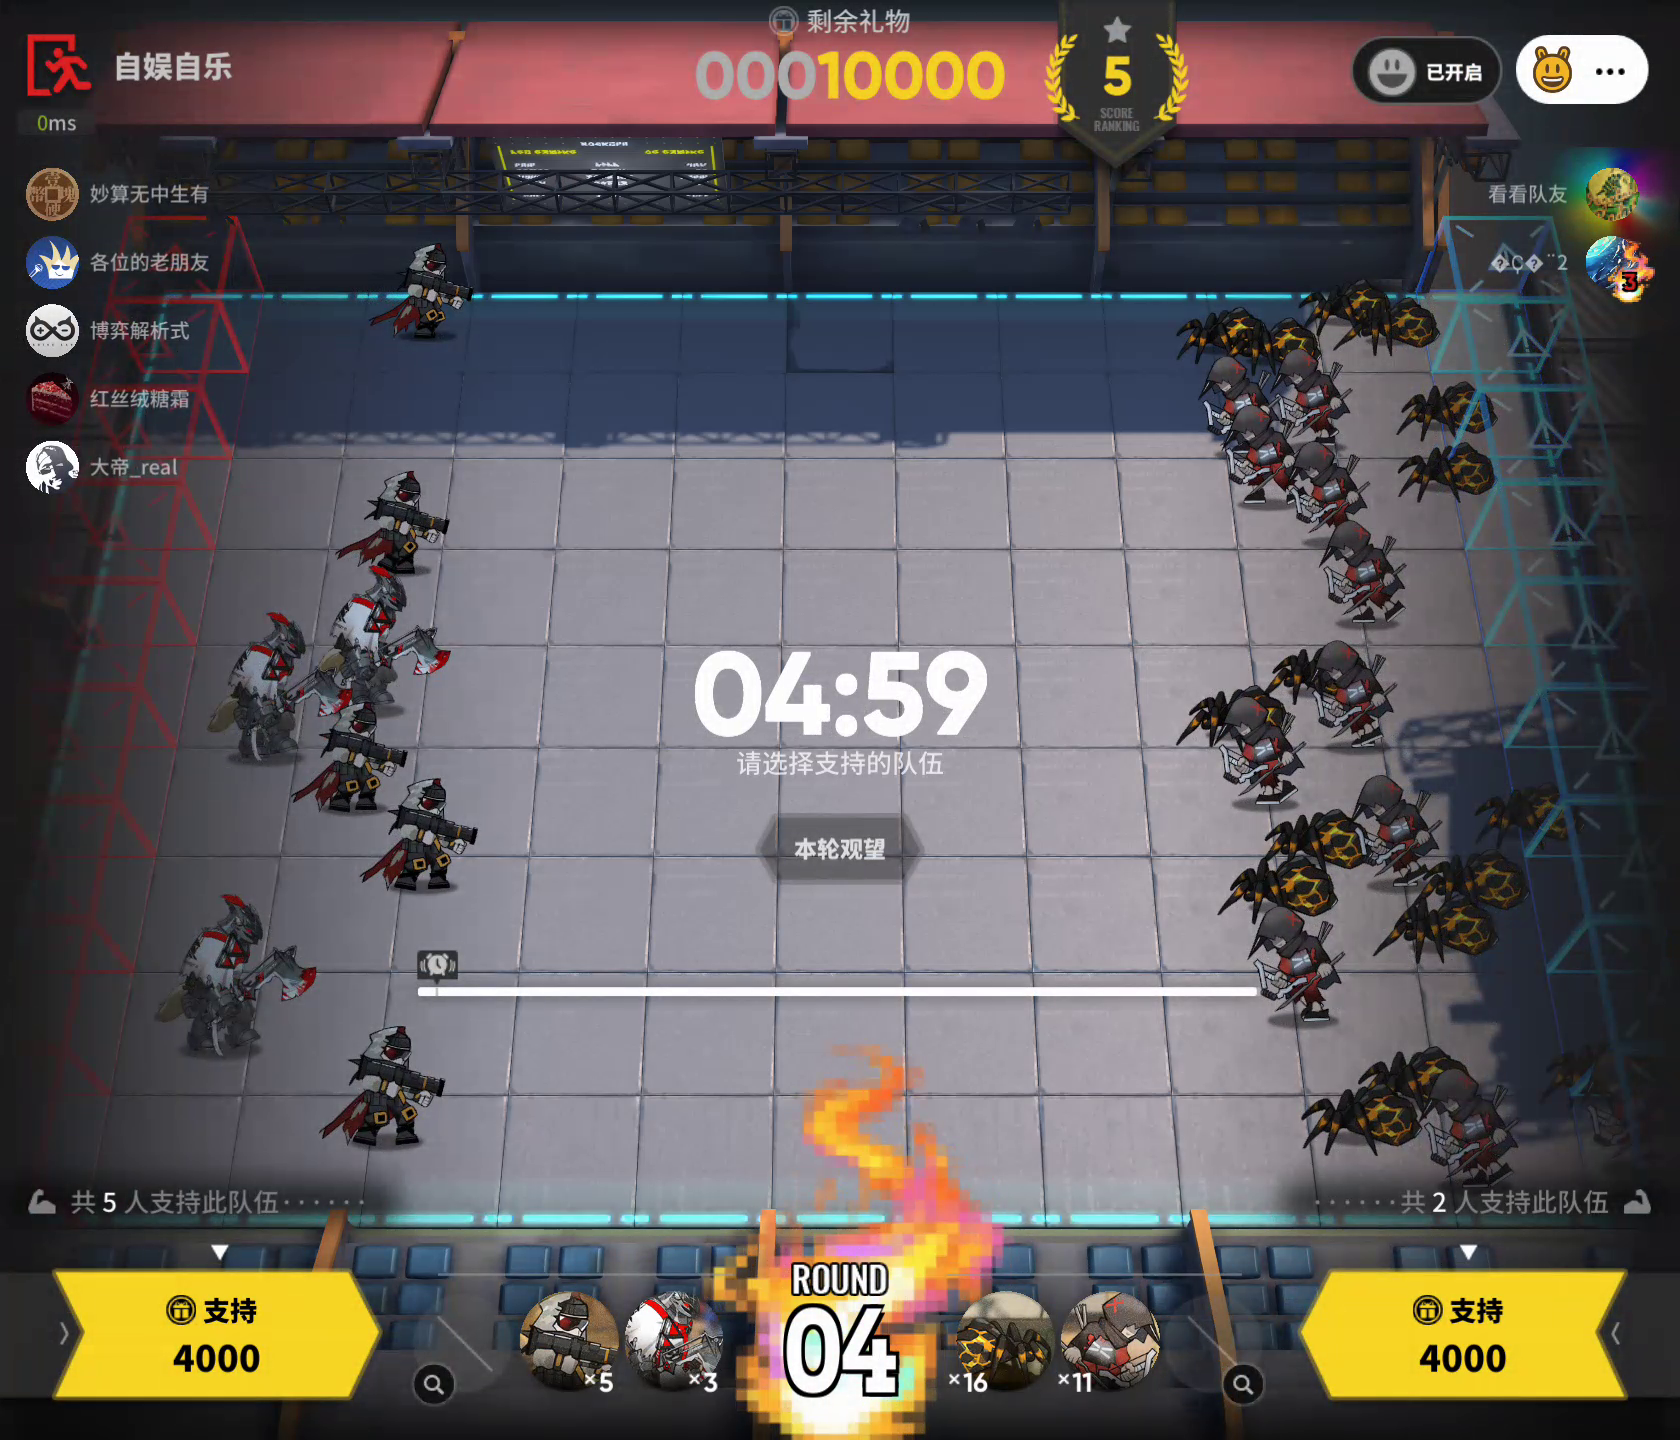 剩余礼物
自娱自乐
00010000
5
SCORE
RANKING
已开启
0ms
妙算无中生有
各位的老朋友
博弈解析式
红丝绒糖霜
大帝_real
看看队友
2
3
04:59
请选择支持的队伍
本轮观望
共 5 人支持此队伍······
······共 2 人支持此队伍
支持
4000
×5
×3
ROUND
04
×16
×11
支持
4000